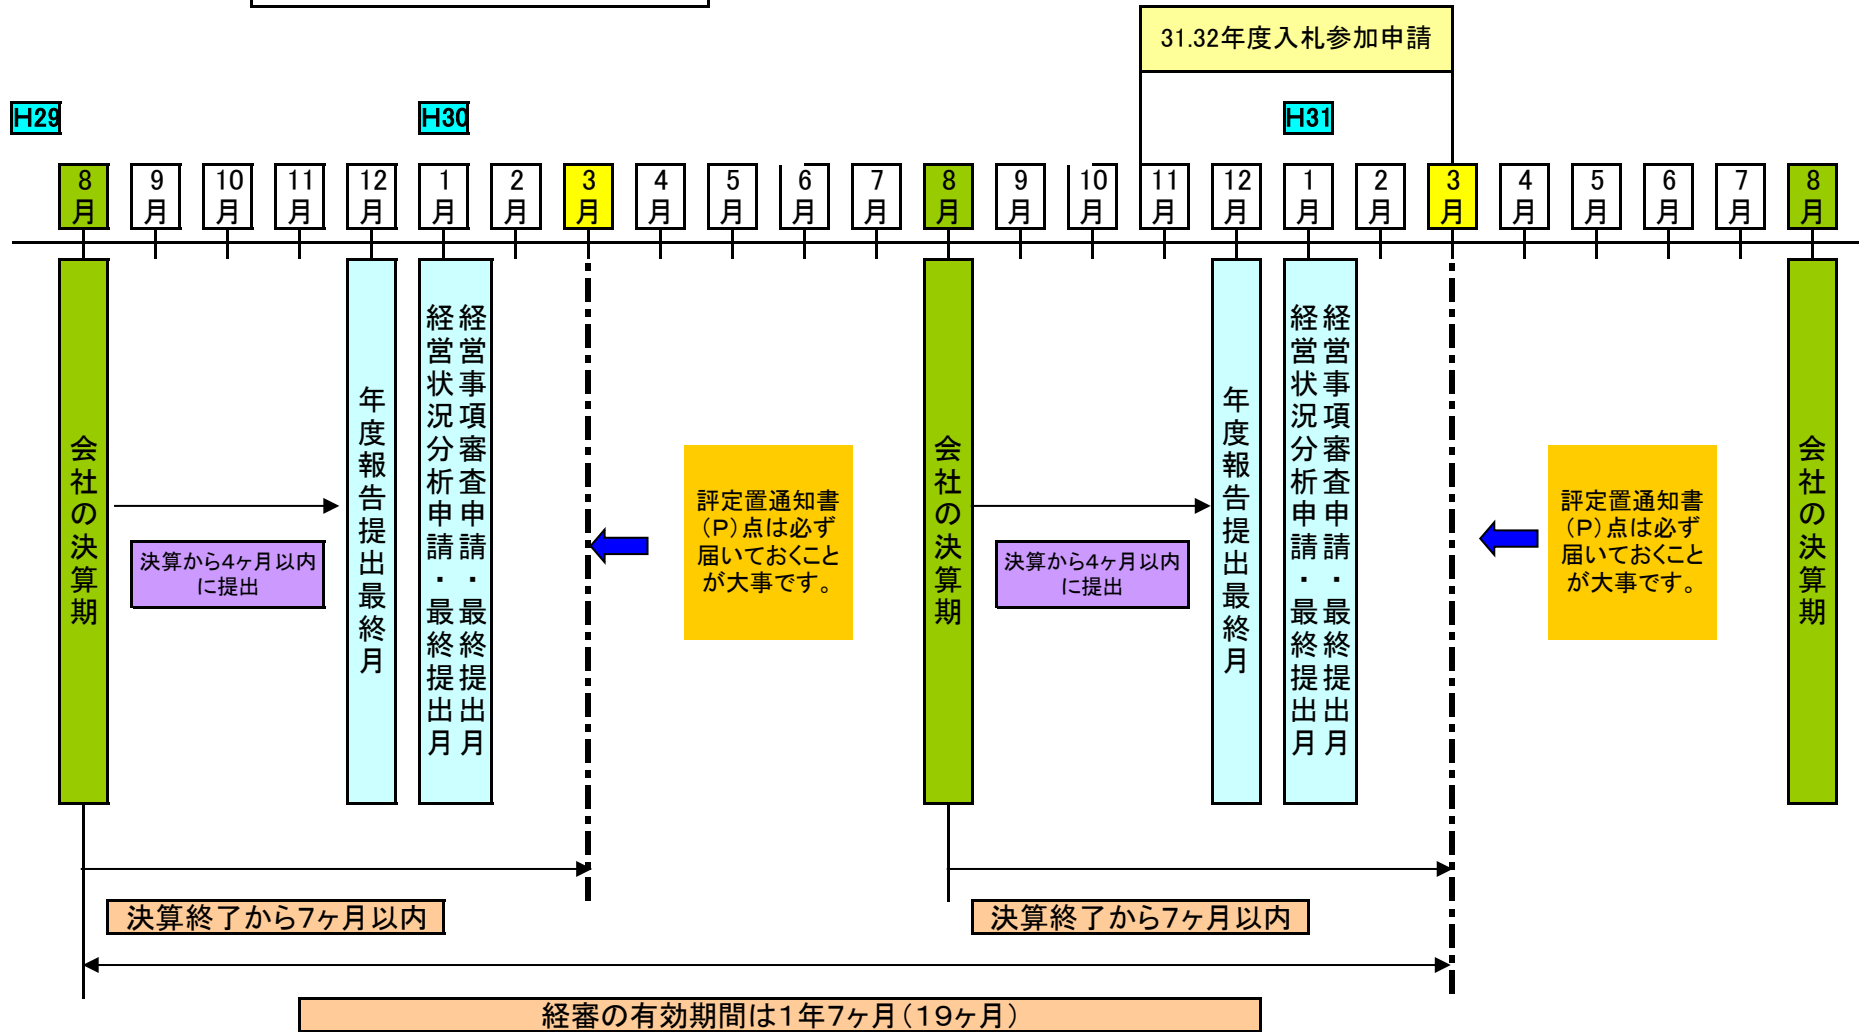 31.32年度入札参加申請
H29
H30
H31
8月
9月
10月
11月
12月
1月
2月
3月
4月
5月
6月
7月
8月
9月
10月
11月
12月
1月
2月
3月
4月
5月
6月
7月
8月
会社の決算期
決算から4ヶ月以内
に提出
年度報告提出最終月
経営事項審査申請・最終提出月
経営状況分析申請・最終提出月
評定置通知書
(P)点は必ず
届いておくこと
が大事です。
会社の決算期
決算から4ヶ月以内
に提出
年度報告提出最終月
経営事項審査申請・最終提出月
経営状況分析申請・最終提出月
評定置通知書
(P)点は必ず
届いておくこと
が大事です。
会社の決算期
決算終了から7ヶ月以内
決算終了から7ヶ月以内
経審の有効期間は1年7ヶ月(19ヶ月)